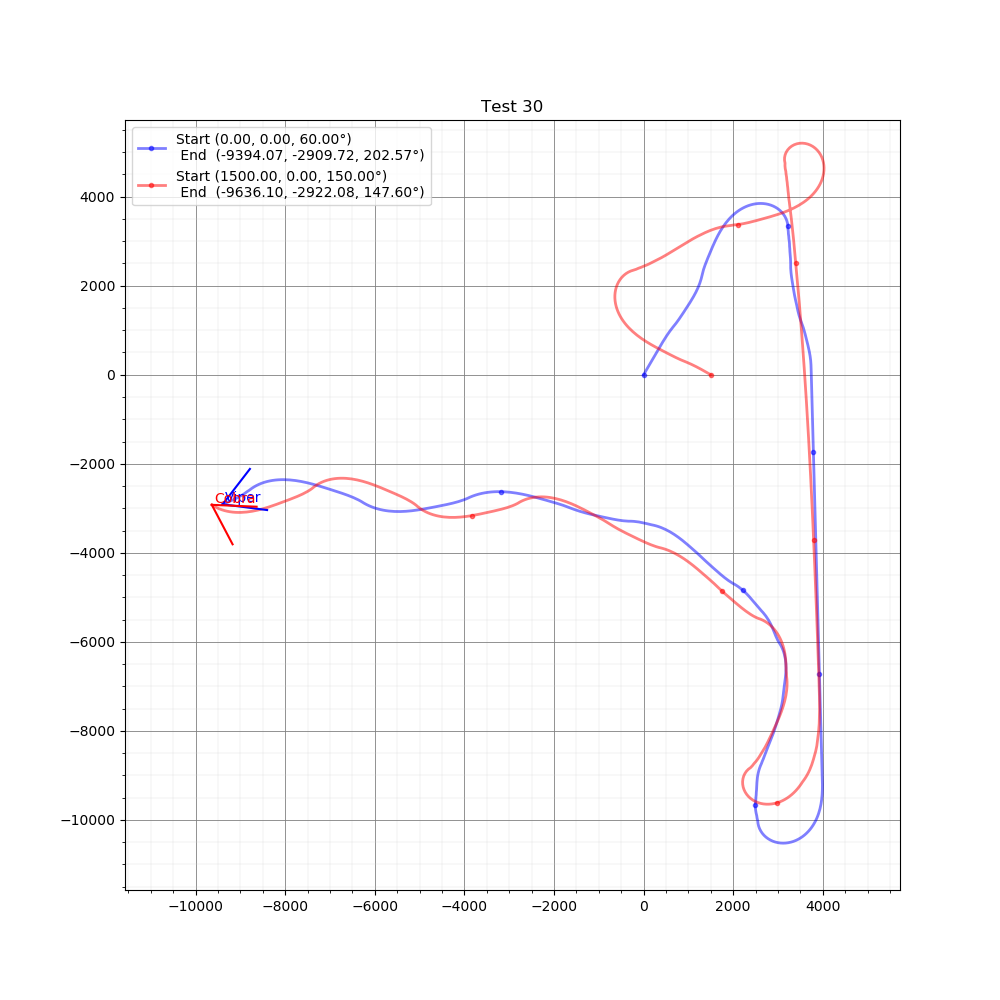 Test 30
Start (0.00, 0.00, 60.00°)
End (-9394.07, -2909.72, 202.57°)
Start (1500.00, 0.00, 150.00°)
End (-9636.10, -2922.08, 147.60°)
4000
2000
0
−2000
−4000
−6000
−8000
−10000
Viper
−10000 −8000 −6000 −4000 −2000 0 2000 4000